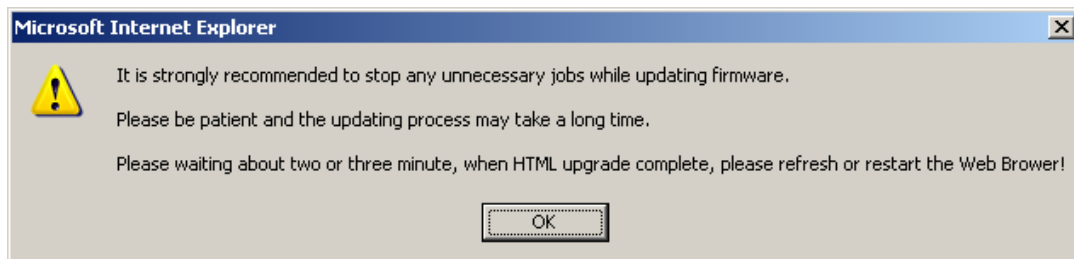 Microsoft Internet Explorer
It is strongly recommended to stop any unnecessary jobs while updating firmware.
Please be patient and the updating process may take a long time.
Please waiting about two or three minute, when HTML upgrade complete, please refresh or restart the Web Brower!
OK